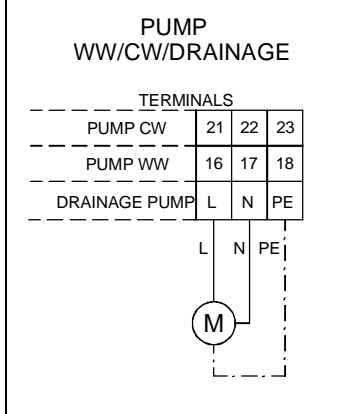 PUMP
WW/CW/DRAINAGE
TERMINALS
PUMP CW 21 22 23
PUMP WW 16 17 18
DRAINAGE PUMP L N PE
L N PE
M